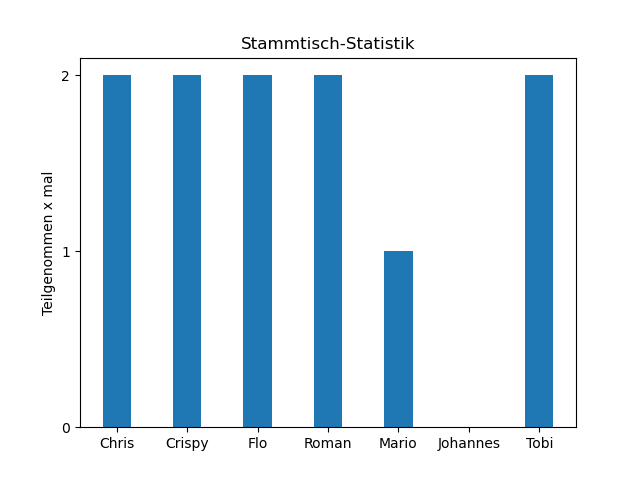 Stammtisch-Statistik
Teilgenommen x mal
2
1
0
Chris Crispy Flo Roman Mario Johannes Tobi